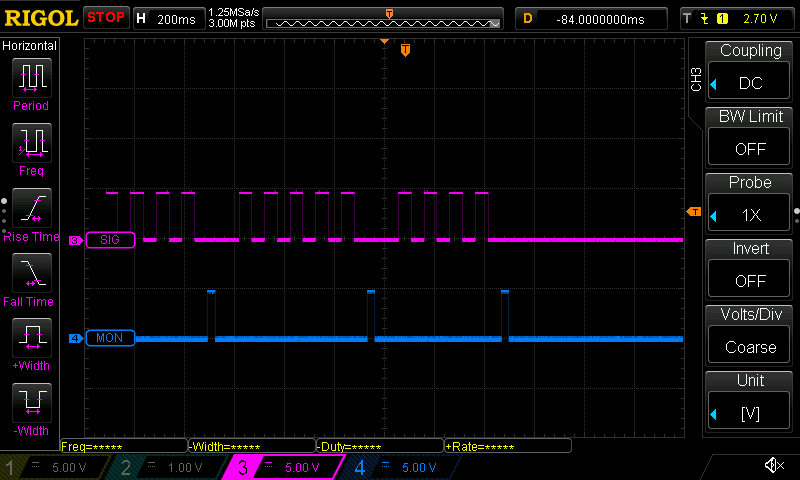 RIGOL STOP H 200ms 1.25MSa/s 3.00M pts D -84.0000000ms T 1 2.70 V
T
T
Horizontal
Period
Freq
Rise Time
Fall Time
+Width
-Width
3 SIG
4 MON
T
CH3
Coupling
DC
BW Limit
OFF
Probe
1X
Invert
OFF
Volts/Div
Coarse
Unit
[V]
Freq=***** -Width=***** -Duty=***** +Rate=*****
1 5.00 V 2 1.00 V 3 5.00 V 4 5.00 V